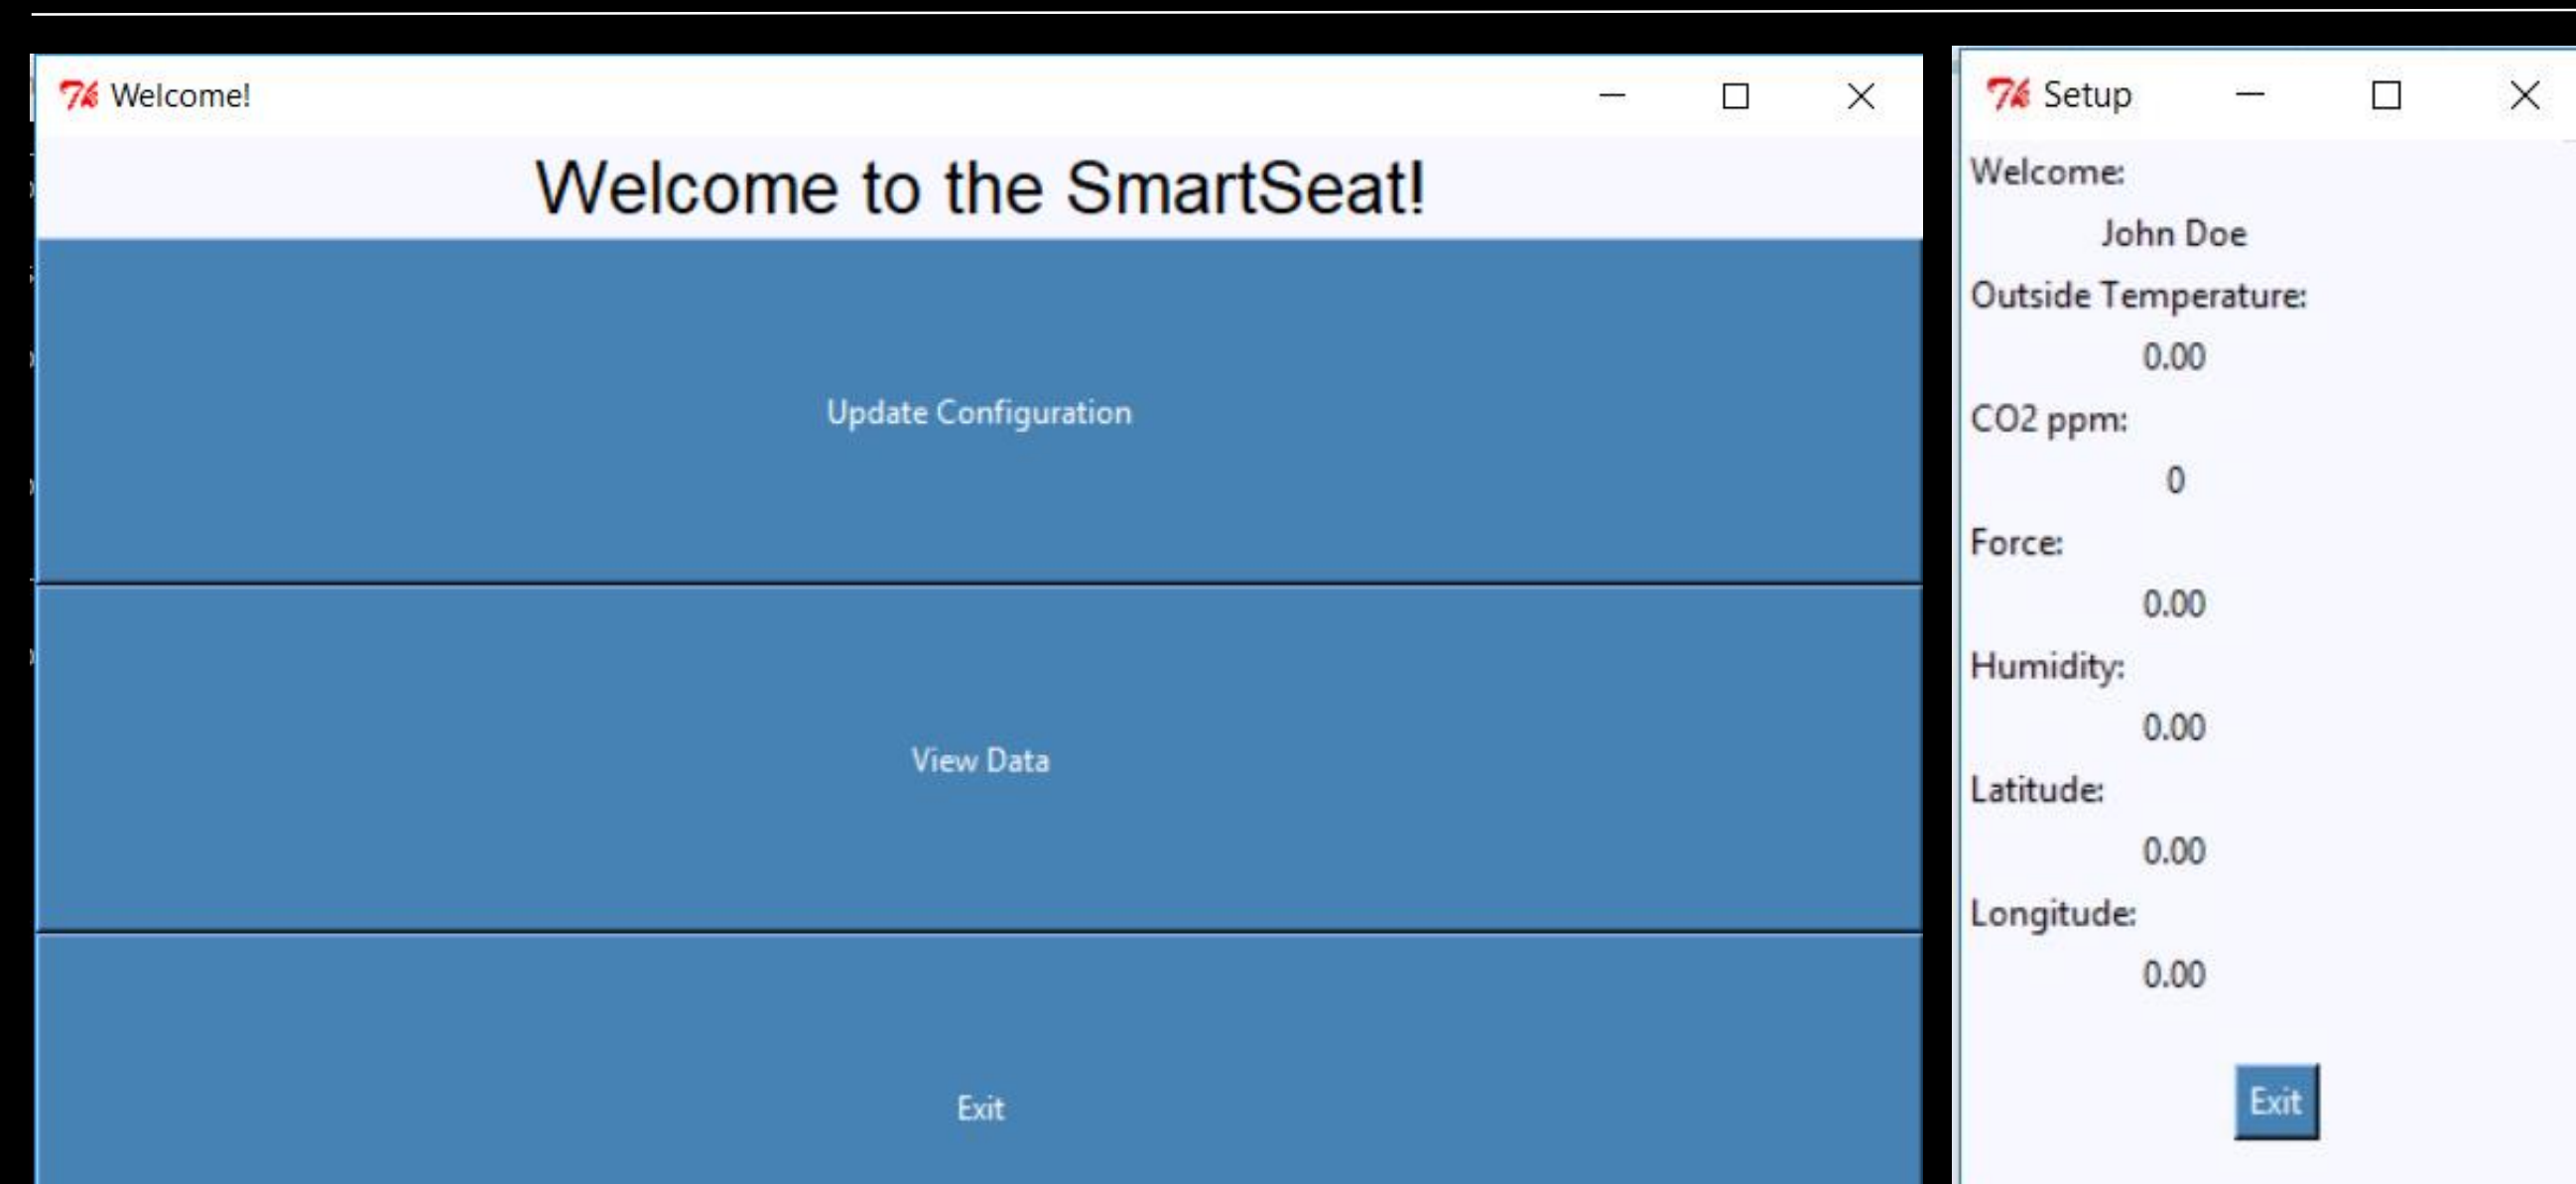 Welcome!
Welcome to the SmartSeat!
Update Configuration
View Data
Exit
Setup
Welcome:
John Doe
Outside Temperature:
0.00
CO2 ppm:
0
Force:
0.00
Humidity:
0.00
Latitude:
0.00
Longitude:
0.00
Exit